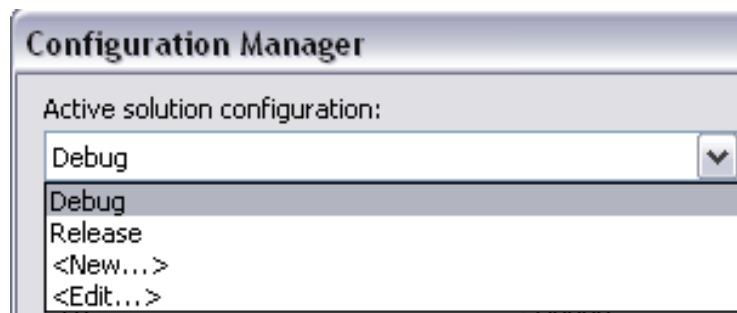 Configuration Manager
Active solution configuration:
Debug
Debug
Release
<New...>
<Edit...>